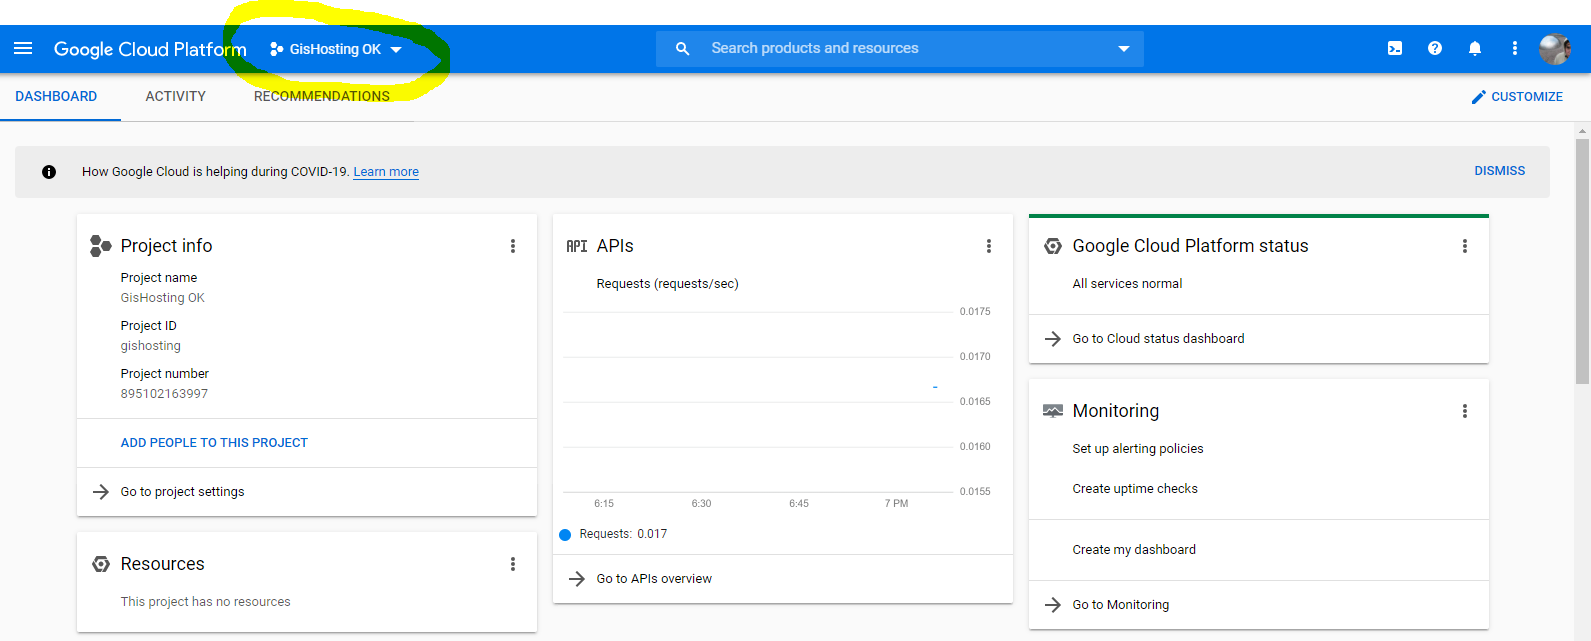 Google Cloud Platform
GisHosting OK
Search products and resources
DASHBOARD
ACTIVITY
RECOMMENDATIONS
CUSTOMIZE
How Google Cloud is helping during COVID-19. Learn more
DISMISS
Project info
Project name
GisHosting OK
Project ID
gishosting
Project number
895102163997
ADD PEOPLE TO THIS PROJECT
Go to project settings
Resources
This project has no resources
API APIs
Requests (requests/sec)
0.0175
0.0170
0.0165
0.0160
0.0155
6:15 6:30 6:45 7 PM
Requests: 0.017
Go to APIs overview
Google Cloud Platform status
All services normal
Go to Cloud status dashboard
Monitoring
Set up alerting policies
Create uptime checks
Create my dashboard
Go to Monitoring